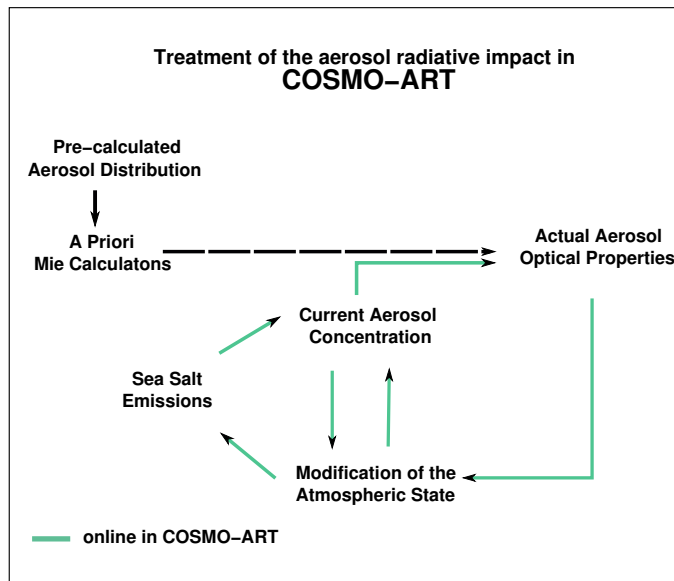 Treatment of the aerosol radiative impact in
COSMO−ART
Pre−calculated
Aerosol Distribution
A Priori
Mie Calculatons
Actual Aerosol
Optical Properties
Current Aerosol
Concentration
Sea Salt
Emissions
Modification of the
Atmospheric State
online in COSMO−ART